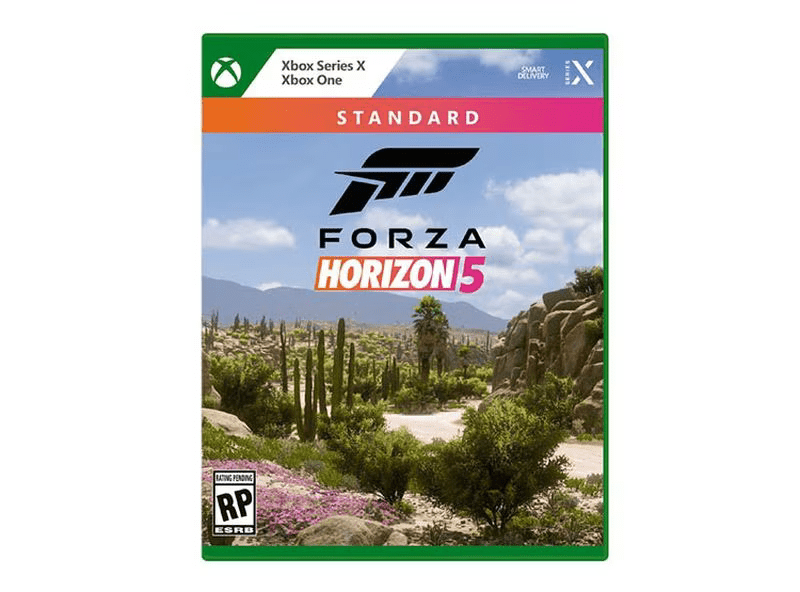 Xbox Series X
Xbox One
SMART
DELIVERY
SERIES
X
STANDARD
FORZA
HORIZON 5
RATING PENDING
RP
ESRB